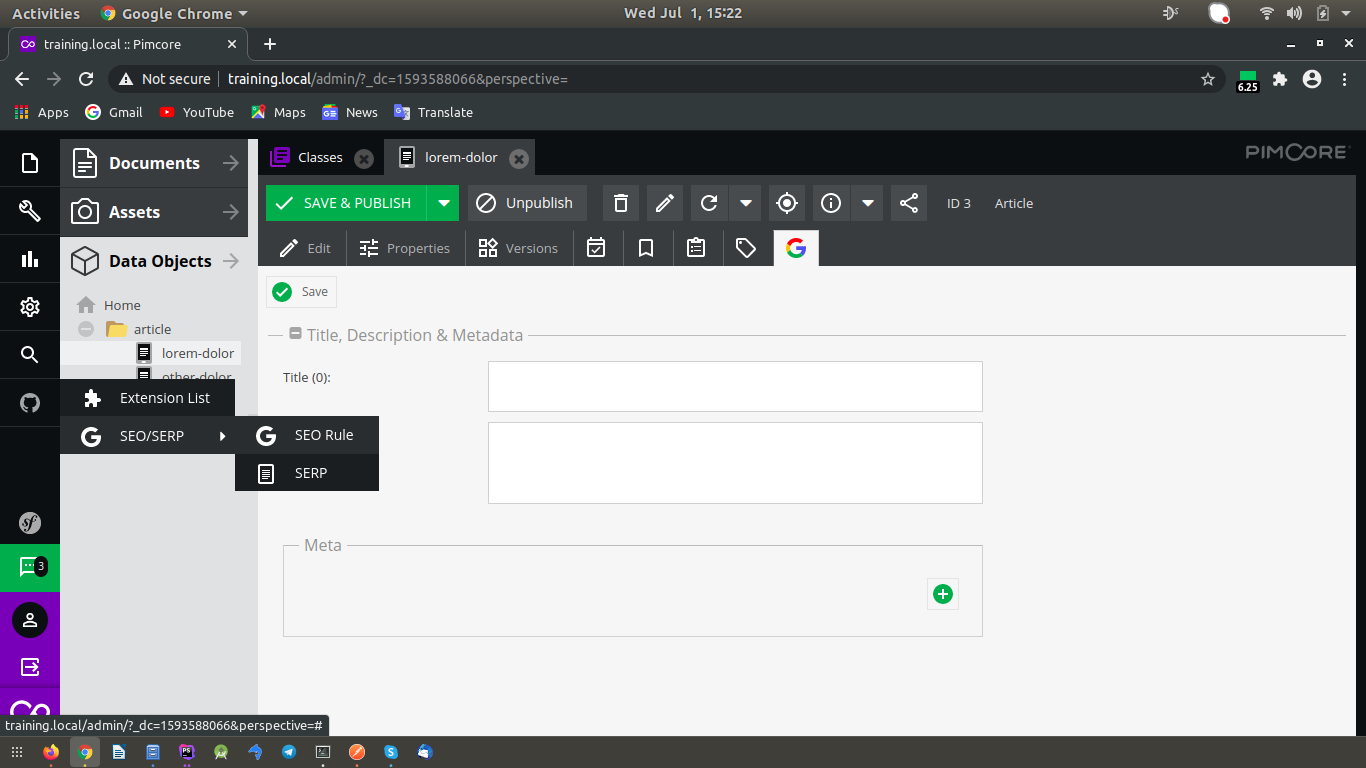 Activities Google Chrome Wed Jul 1, 15:22
training.local :: Pimcore
Not secure training.local/admin/?_dc=1593588066&perspective= 6.25
Apps Gmail YouTube Maps News Translate
Documents
Assets
Data Objects
Home
article
lorem-dolor
other-dolor
Extension List
SEO/SERP
SEO Rule
SERP
Classes lorem-dolor PIMCORE
SAVE & PUBLISH Unpublish ID 3 Article
Edit Properties Versions
Save
Title, Description & Metadata
Title (0):
Meta
sf
3
training.local/admin/?_dc=1593588066&perspective=#